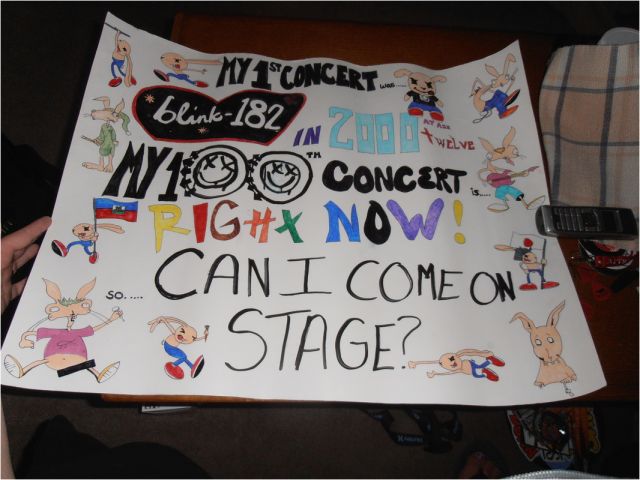 MY 1ST CONCERT was....
blink-182 IN 2000 AT AGE TWELVE
MY 100TH CONCERT is.....
RIGHT NOW!
SO..... CAN I COME ON
STAGE?